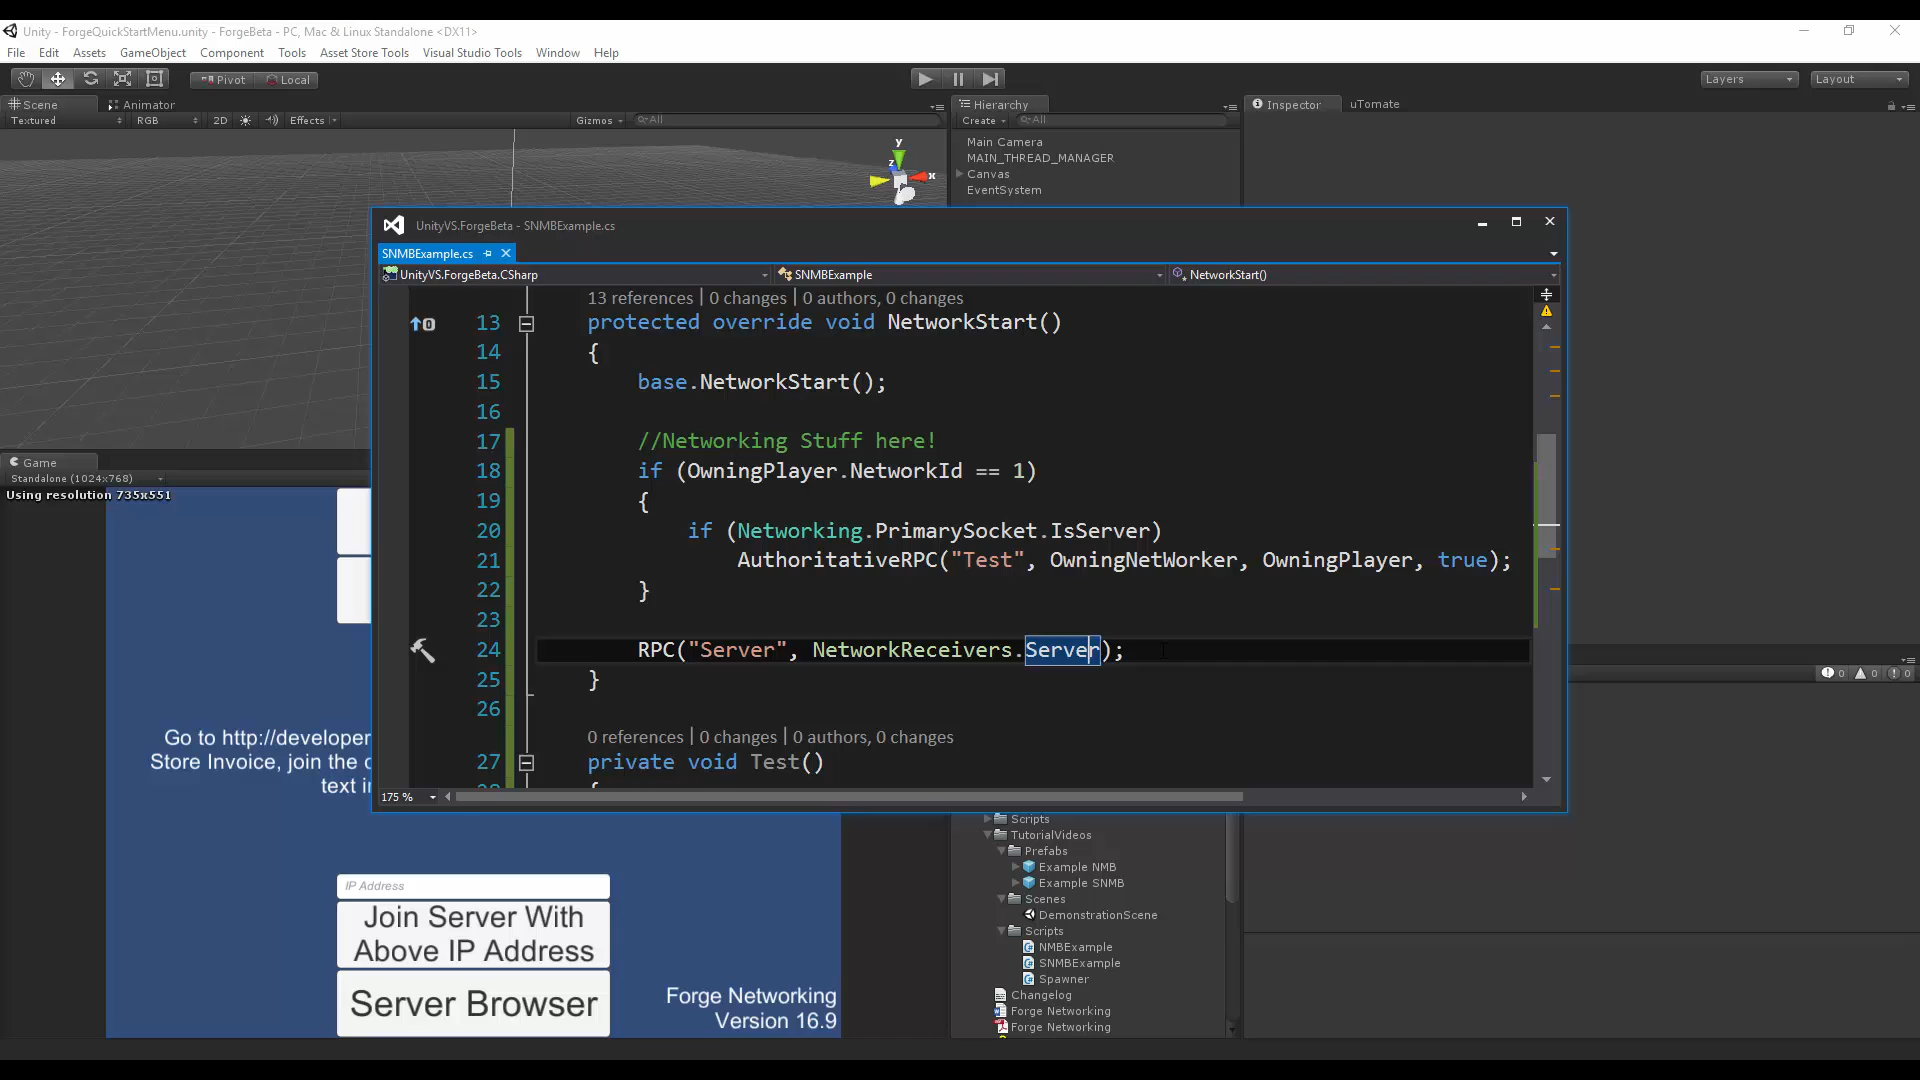 Unity - ForgeQuickStartMenu.unity - ForgeBeta - PC, Mac & Linux Standalone <DX11>
File Edit Assets GameObject Component Tools Asset Store Tools Visual Studio Tools Window Help
Pivot Local Layers Layout
Scene Animator Hierarchy Inspector uTomate
Textured RGB 2D Effects Gizmos All Create All
Main Camera
MAIN_THREAD_MANAGER
Canvas
EventSystem
UnityVS.ForgeBeta - SNMBExample.cs
SNMBExample.cs
UnityVS.ForgeBeta.CSharp SNMBExample NetworkStart()
13 references | 0 changes | 0 authors, 0 changes
13 protected override void NetworkStart()
14 {
15 base.NetworkStart();
16
17 //Networking Stuff here!
18 if (OwningPlayer.NetworkId == 1)
19 {
20 if (Networking.PrimarySocket.IsServer)
21 AuthoritativeRPC("Test", OwningNetWorker, OwningPlayer, true);
22 }
23
24 RPC("Server", NetworkReceivers.Server);
25 }
26
0 references | 0 changes | 0 authors, 0 changes
27 private void Test()
28 {
175 %
Game
Standalone (1024x768)
Using resolution 735x551
Go to http://developer
Store Invoice, join the
text in
IP Address
Join Server With
Above IP Address
Server Browser
Forge Networking
Version 16.9
0 0 0
Scripts
TutorialVideos
Prefabs
Example NMB
Example SNMB
Scenes
DemonstrationScene
Scripts
NMBExample
SNMBExample
Spawner
Changelog
Forge Networking
Forge Networking